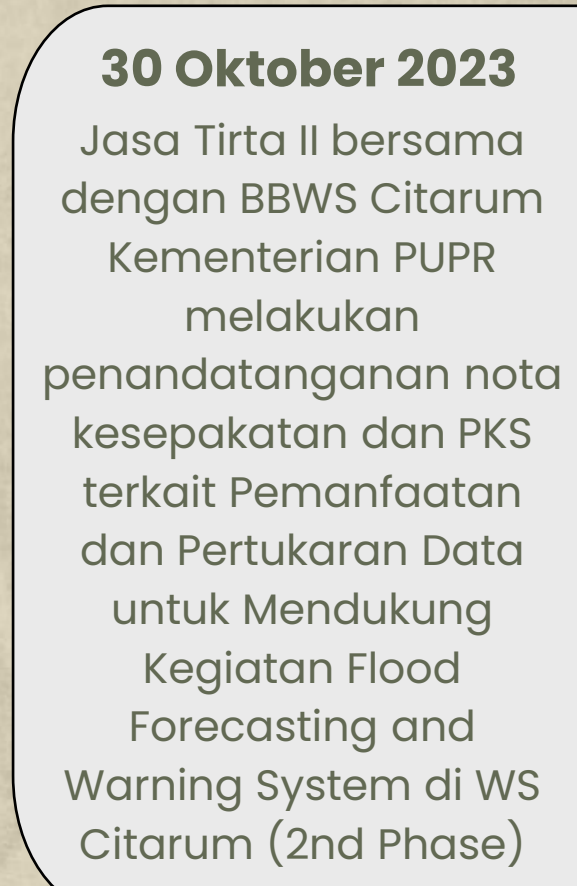 30 Oktober 2023
Jasa Tirta II bersama
dengan BBWS Citarum
Kementerian PUPR
melakukan
penandatanganan nota
kesepakatan dan PKS
terkait Pemanfaatan
dan Pertukaran Data
untuk Mendukung
Kegiatan Flood
Forecasting and
Warning System di WS
Citarum (2nd Phase)